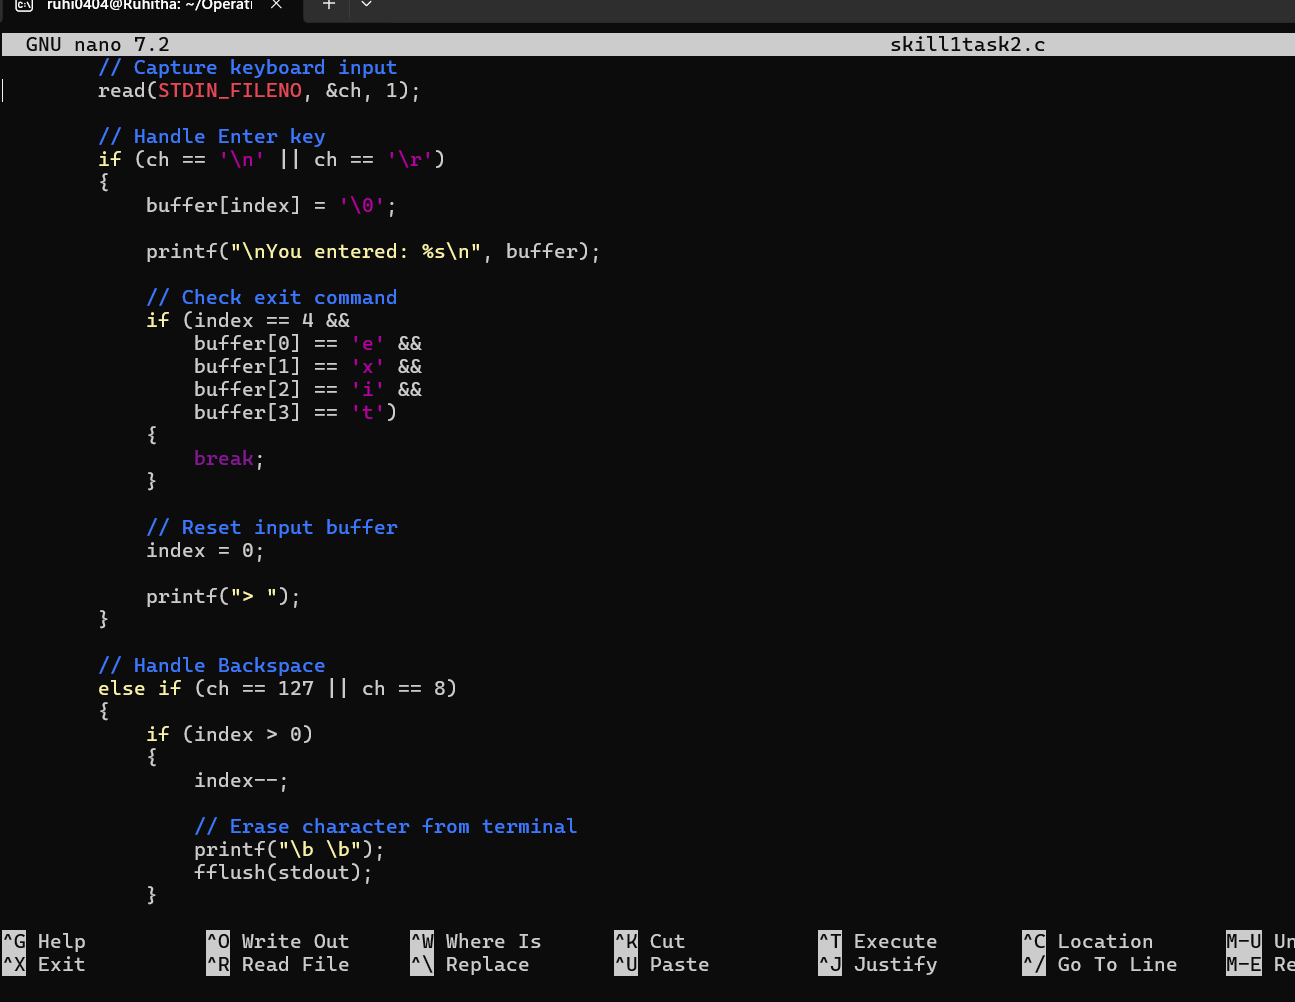 ruhi0404@Ruhitha: ~/Operati
GNU nano 7.2 skill1task2.c
// Capture keyboard input
read(STDIN_FILENO, &ch, 1);
// Handle Enter key
if (ch == '\n' || ch == '\r')
{
buffer[index] = '\0';
printf("\nYou entered: %s\n", buffer);
// Check exit command
if (index == 4 &&
buffer[0] == 'e' &&
buffer[1] == 'x' &&
buffer[2] == 'i' &&
buffer[3] == 't')
{
break;
}
// Reset input buffer
index = 0;
printf("> ");
}
// Handle Backspace
else if (ch == 127 || ch == 8)
{
if (index > 0)
{
index--;
// Erase character from terminal
printf("\b \b");
fflush(stdout);
}
^G Help ^O Write Out ^W Where Is ^K Cut ^T Execute ^C Location M-U Un
^X Exit ^R Read File ^\ Replace ^U Paste ^J Justify ^/ Go To Line M-E Re